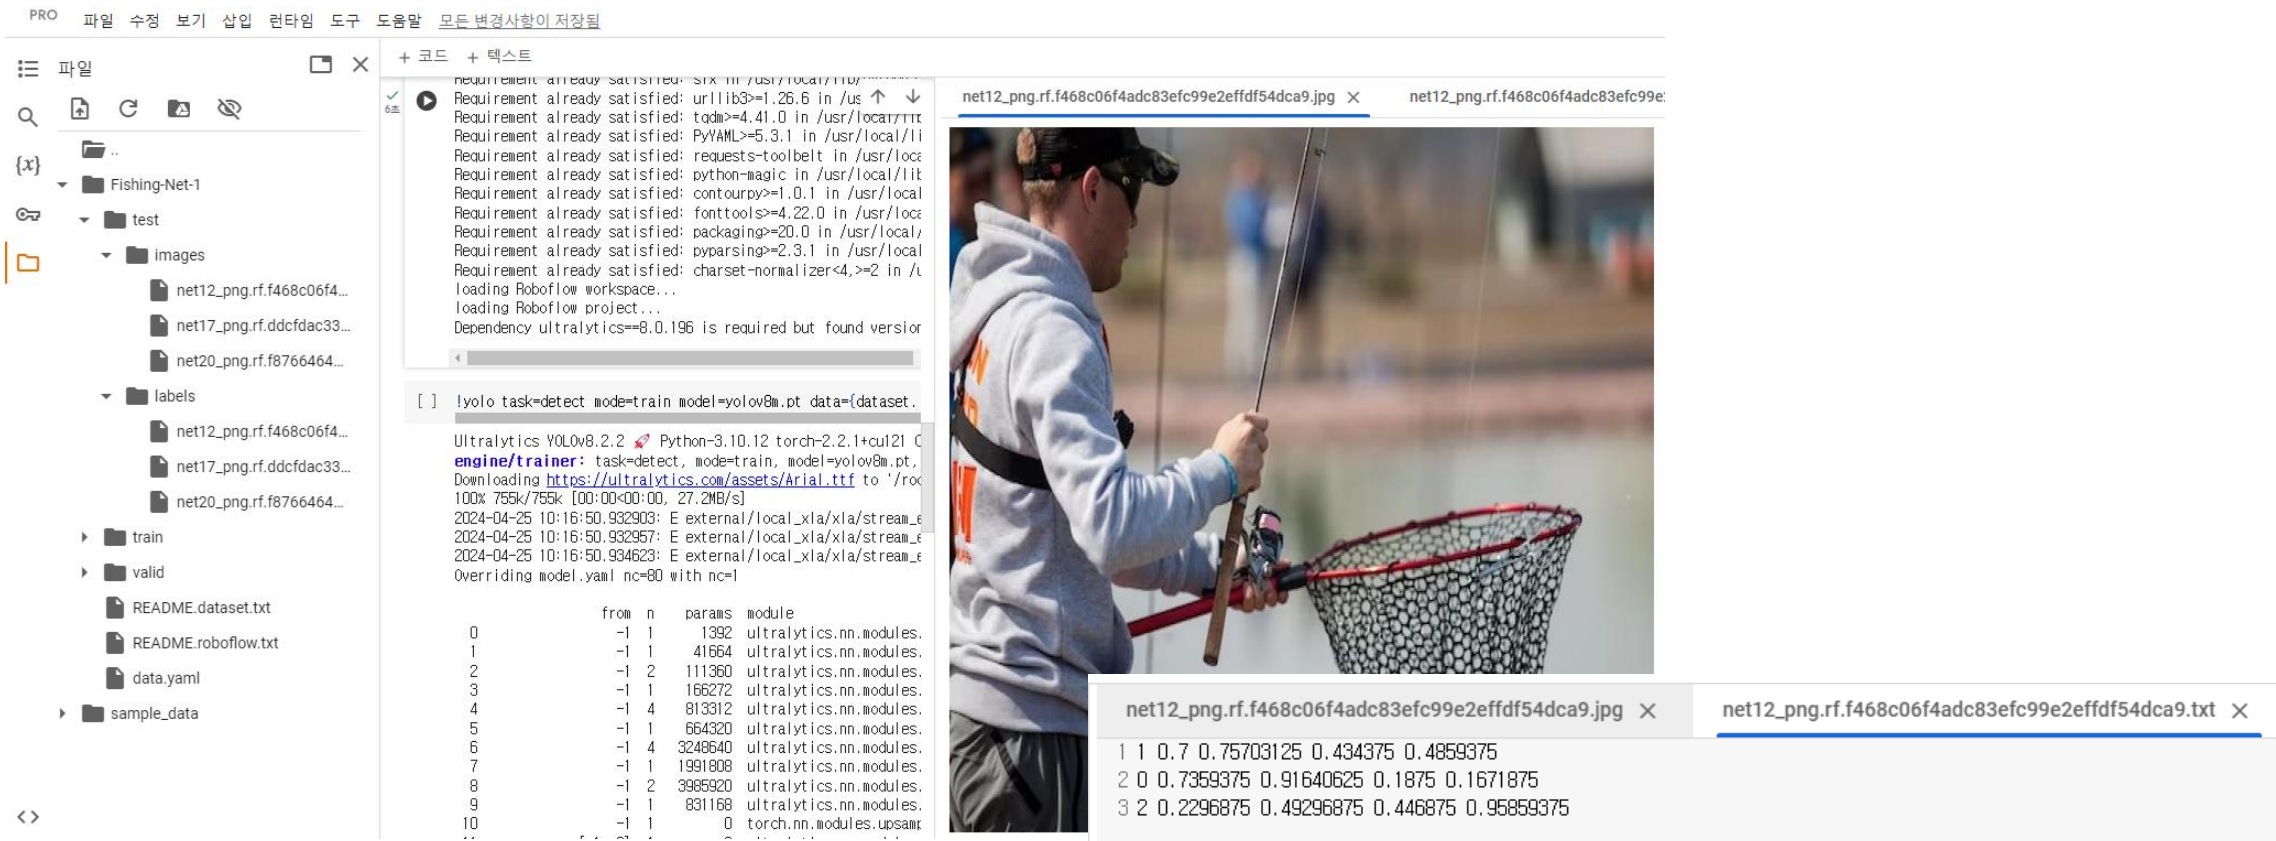 PRO 파일 수정 보기 삽입 런타임 도구 도움말 모든 변경사항이 저장됨
파일
..
Fishing-Net-1
test
images
net12_png.rf.f468c06f4...
net17_png.rf.ddcfdac33...
net20_png.rf.f8766464...
labels
net12_png.rf.f468c06f4...
net17_png.rf.ddcfdac33...
net20_png.rf.f8766464...
train
valid
README.dataset.txt
README.roboflow.txt
data.yaml
sample_data
{x}
+ 코드 + 텍스트
6초
Requirement already satisfied: six in /usr/local/lib/
Requirement already satisfied: urllib3>=1.26.6 in /us
Requirement already satisfied: tqdm>=4.41.0 in /usr/local/lib
Requirement already satisfied: PyYAML>=5.3.1 in /usr/local/li
Requirement already satisfied: requests-toolbelt in /usr/loca
Requirement already satisfied: python-magic in /usr/local/lib
Requirement already satisfied: contourpy>=1.0.1 in /usr/local
Requirement already satisfied: fonttools>=4.22.0 in /usr/loca
Requirement already satisfied: packaging>=20.0 in /usr/local/
Requirement already satisfied: pyparsing>=2.3.1 in /usr/local
Requirement already satisfied: charset-normalizer<4,>=2 in /u
loading Roboflow workspace...
loading Roboflow project...
Dependency ultralytics==8.0.196 is required but found version
[ ] !yolo task=detect mode=train model=yolov8m.pt data={dataset.
Ultralytics YOLOv8.2.2 🚀 Python-3.10.12 torch-2.2.1+cu121 C
engine/trainer: task=detect, mode=train, model=yolov8m.pt,
Downloading https://ultralytics.com/assets/Arial.ttf to '/roo
100% 755k/755k [00:00<00:00, 27.2MB/s]
2024-04-25 10:16:50.932903: E external/local_xla/xla/stream_e
2024-04-25 10:16:50.932957: E external/local_xla/xla/stream_e
2024-04-25 10:16:50.934623: E external/local_xla/xla/stream_e
Overriding model.yaml nc=80 with nc=1
from n params module
0 -1 1 1392 ultralytics.nn.modules.
1 -1 1 41664 ultralytics.nn.modules.
2 -1 2 111360 ultralytics.nn.modules.
3 -1 1 166272 ultralytics.nn.modules.
4 -1 4 813312 ultralytics.nn.modules.
5 -1 1 664320 ultralytics.nn.modules.
6 -1 4 3248640 ultralytics.nn.modules.
7 -1 1 1991808 ultralytics.nn.modules.
8 -1 2 3985920 ultralytics.nn.modules.
9 -1 1 831168 ultralytics.nn.modules.
10 -1 1 0 torch.nn.modules.upsamp
net12_png.rf.f468c06f4adc83efc99e2effdf54dca9.jpg net12_png.rf.f468c06f4adc83efc99e
net12_png.rf.f468c06f4adc83efc99e2effdf54dca9.jpg net12_png.rf.f468c06f4adc83efc99e2effdf54dca9.txt
1 1 0.7 0.75703125 0.434375 0.4859375
2 0 0.7359375 0.91640625 0.1875 0.1671875
3 2 0.2296875 0.49296875 0.446875 0.95859375